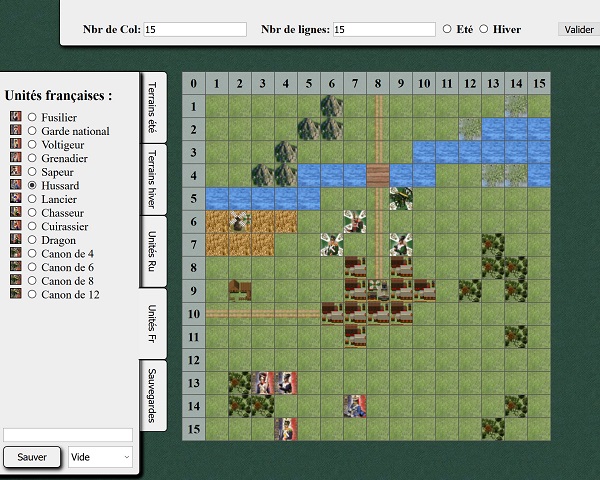 Nbr de Col: 15 Nbr de lignes: 15 Eté Hiver Valider
Unités françaises :
Fusilier
Garde national
Voltigeur
Grenadier
Sapeur
Hussard
Lancier
Chasseur
Cuirassier
Dragon
Canon de 4
Canon de 6
Canon de 8
Canon de 12
Sauver Vide
Terrains été
Terrains hiver
Unités Ru
Unités Fr
Sauvegardes
0 1 2 3 4 5 6 7 8 9 10 11 12 13 14 15
1
2
3
4
5
6
7
8
9
10
11
12
13
14
15